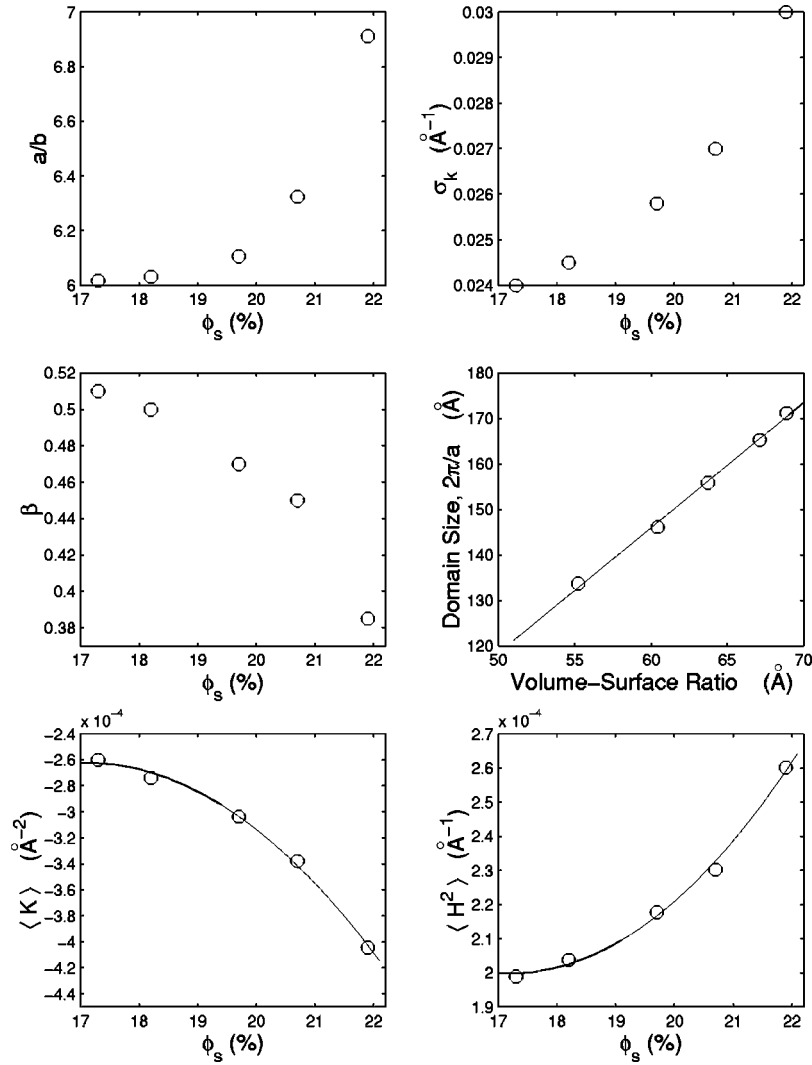 7
6.8
6.6
6.4
6.2
6
a/b
17 18 19 20 21 22
ϕs (%)
0.03
0.029
0.028
0.027
0.026
0.025
0.024
σk (Å−1)
17 18 19 20 21 22
ϕs (%)
0.52
0.5
0.48
0.46
0.44
0.42
0.4
0.38
β
17 18 19 20 21 22
ϕs (%)
180
170
160
150
140
130
120
Domain Size, 2π/a (Å)
50 55 60 65 70
Volume−Surface Ratio (Å)
x 10−4
−2.4
−2.6
−2.8
−3
−3.2
−3.4
−3.6
−3.8
−4
−4.2
−4.4
⟨K⟩ (Å−2)
17 18 19 20 21 22
ϕs (%)
x 10−4
2.7
2.6
2.5
2.4
2.3
2.2
2.1
2
1.9
⟨H2⟩ (Å−1)
17 18 19 20 21 22
ϕs (%)